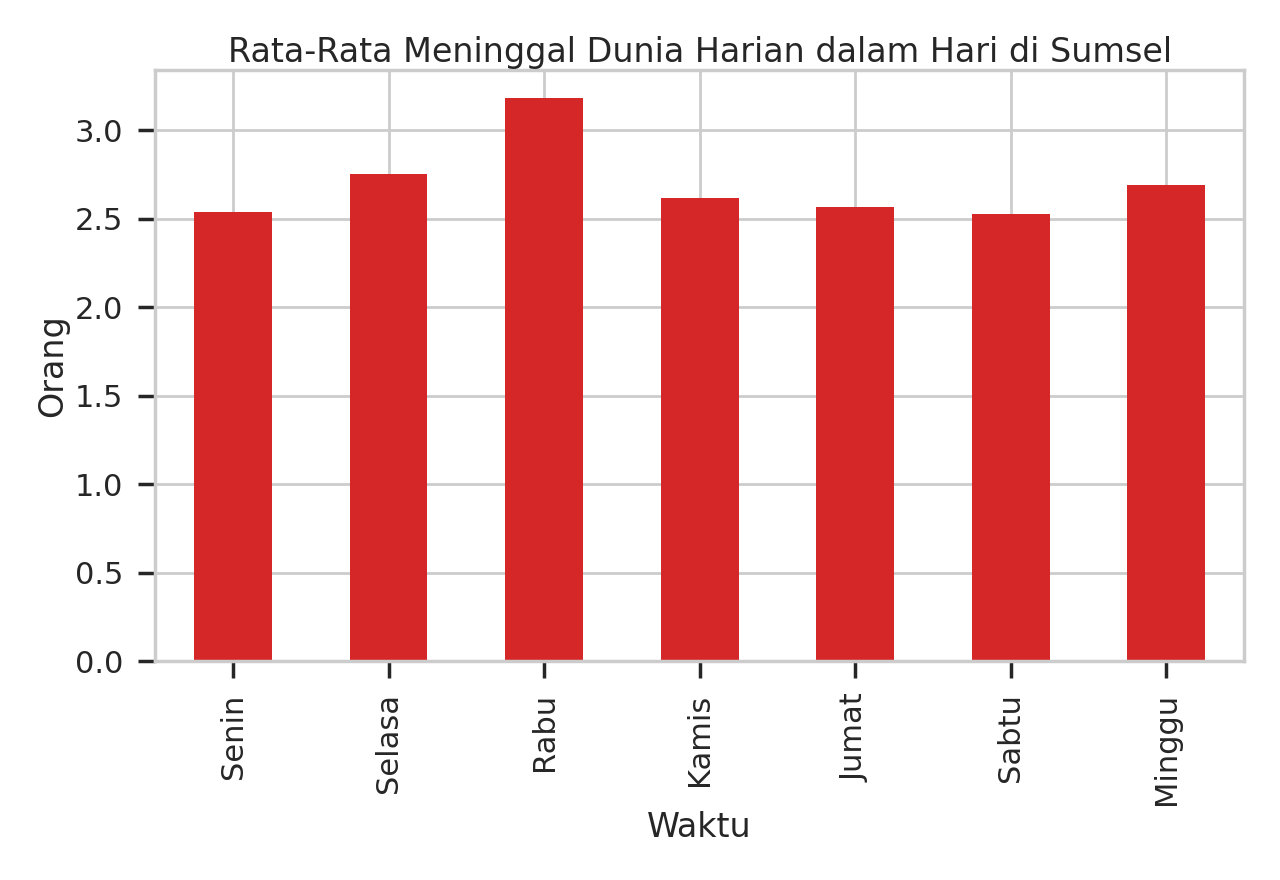 Rata-Rata Meninggal Dunia Harian dalam Hari di Sumsel
3.0
2.5
2.0
1.5
1.0
0.5
0.0
Orang
Senin
Selasa
Rabu
Kamis
Jumat
Sabtu
Minggu
Waktu